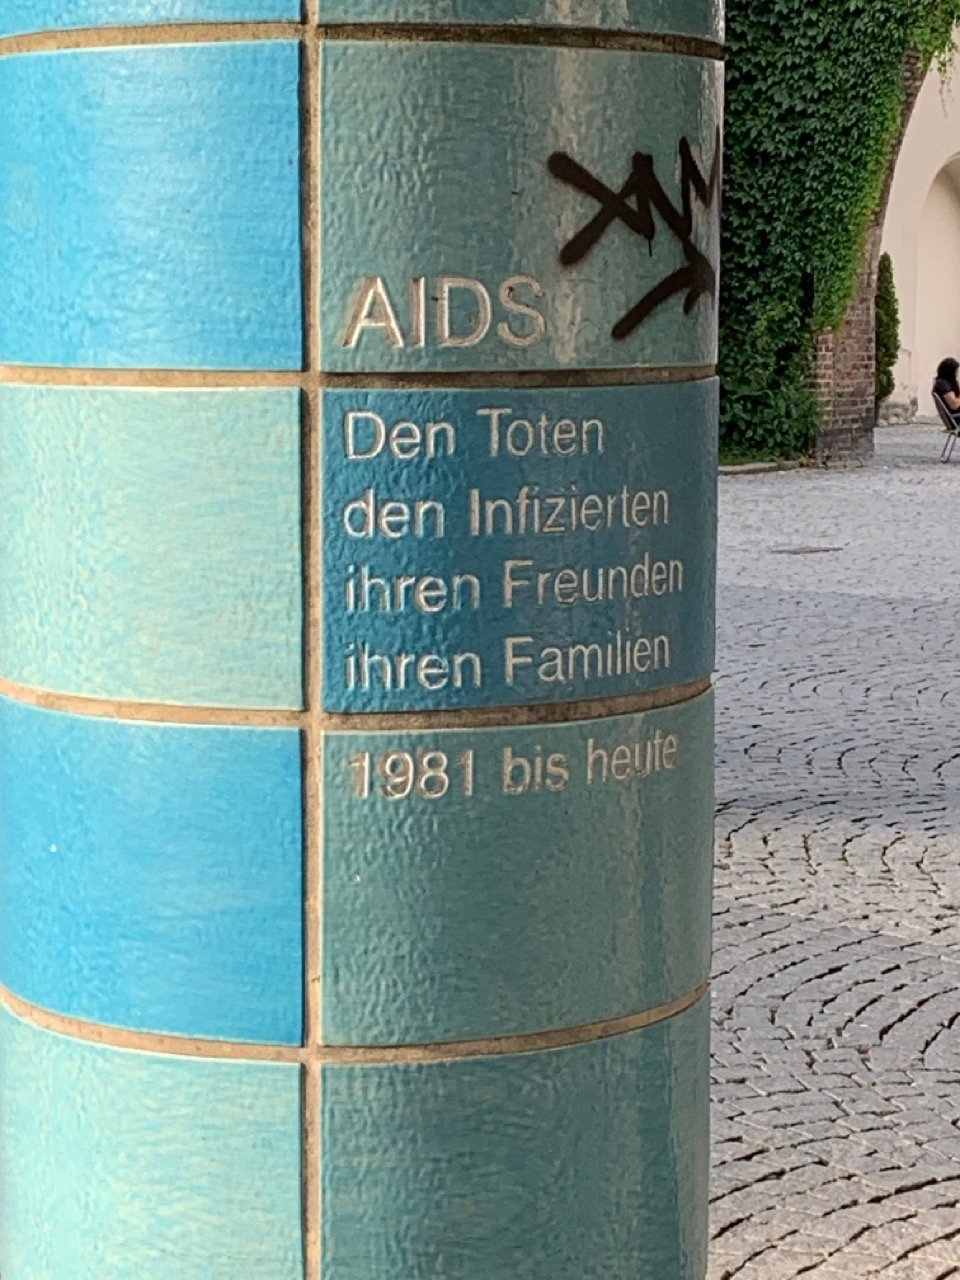 AIDS
Den Toten
den Infizierten
ihren Freunden
ihren Familien
1981 bis heute